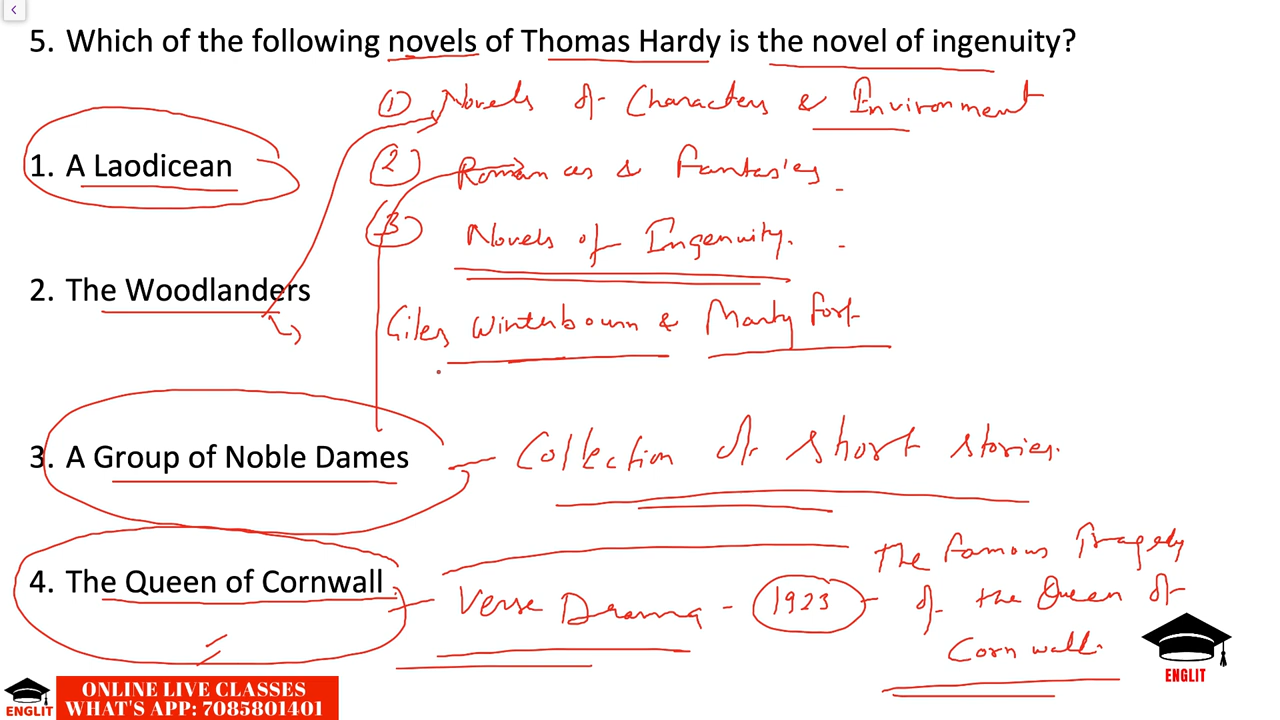 5. Which of the following novels of Thomas Hardy is the novel of ingenuity?
① Novels of Characters & Environment
1. A Laodicean
② Romances & Fantasies
③ Novels of Ingenuity.
2. The Woodlanders
Giles Winterbourn & Marty
3. A Group of Noble Dames
Collection of short stories.
4. The Queen of Cornwall
Verse Drama - 1923 - The famous Tragedy
of the Queen of
Cornwall.
ENGLIT
ENGLIT
ONLINE LIVE CLASSES
WHAT'S APP: 7085801401